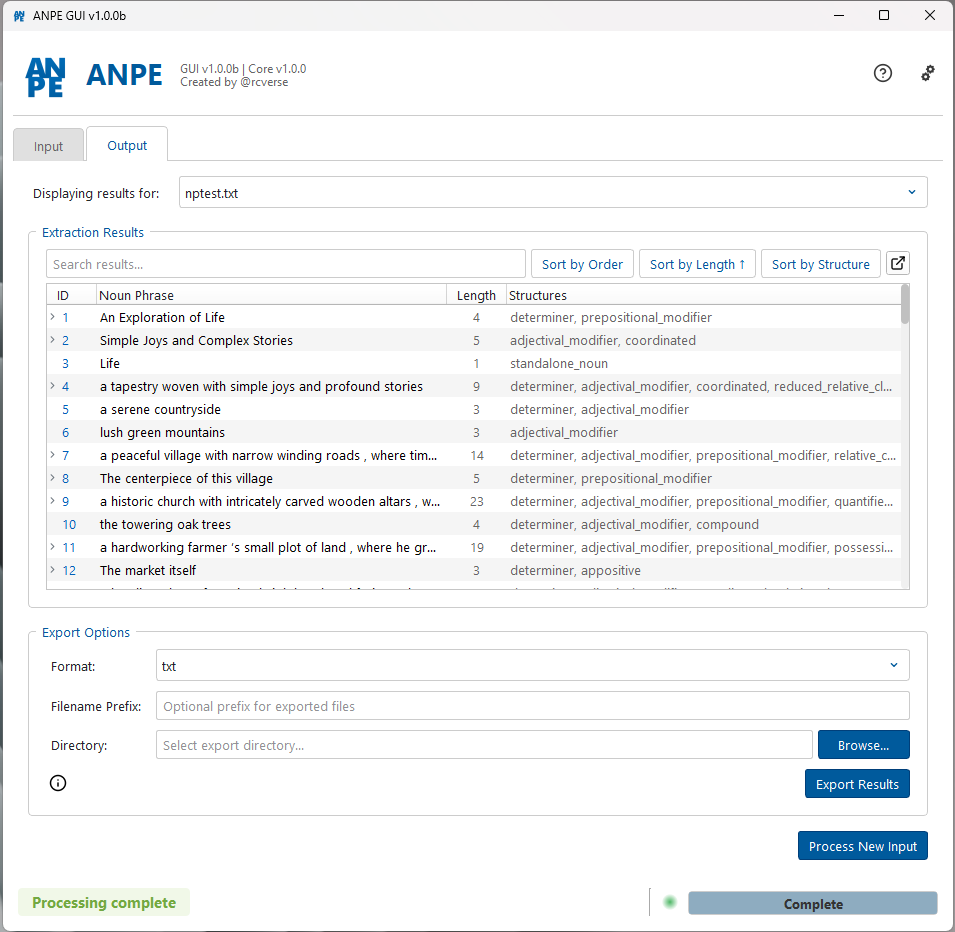 ANPE GUI v1.0.0b
AN
PE
ANPE
GUI v1.0.0b | Core v1.0.0
Created by @rcverse
Input
Output
Displaying results for:
nptest.txt
Extraction Results
Search results...
Sort by Order
Sort by Length ↑
Sort by Structure
ID Noun Phrase Length Structures
1 An Exploration of Life 4 determiner, prepositional_modifier
2 Simple Joys and Complex Stories 5 adjectival_modifier, coordinated
3 Life 1 standalone_noun
4 a tapestry woven with simple joys and profound stories 9 determiner, adjectival_modifier, coordinated, reduced_relative_cl...
5 a serene countryside 3 determiner, adjectival_modifier
6 lush green mountains 3 adjectival_modifier
7 a peaceful village with narrow winding roads , where tim... 14 determiner, adjectival_modifier, prepositional_modifier, relative_c...
8 The centerpiece of this village 5 determiner, prepositional_modifier
9 a historic church with intricately carved wooden altars , w... 23 determiner, adjectival_modifier, prepositional_modifier, quantifie...
10 the towering oak trees 4 determiner, adjectival_modifier, compound
11 a hardworking farmer ‘s small plot of land , where he gr... 19 determiner, adjectival_modifier, prepositional_modifier, possessi...
12 The market itself 3 determiner, appositive
Export Options
Format:
txt
Filename Prefix:
Optional prefix for exported files
Directory:
Select export directory...
Browse...
Export Results
Process New Input
Processing complete
Complete